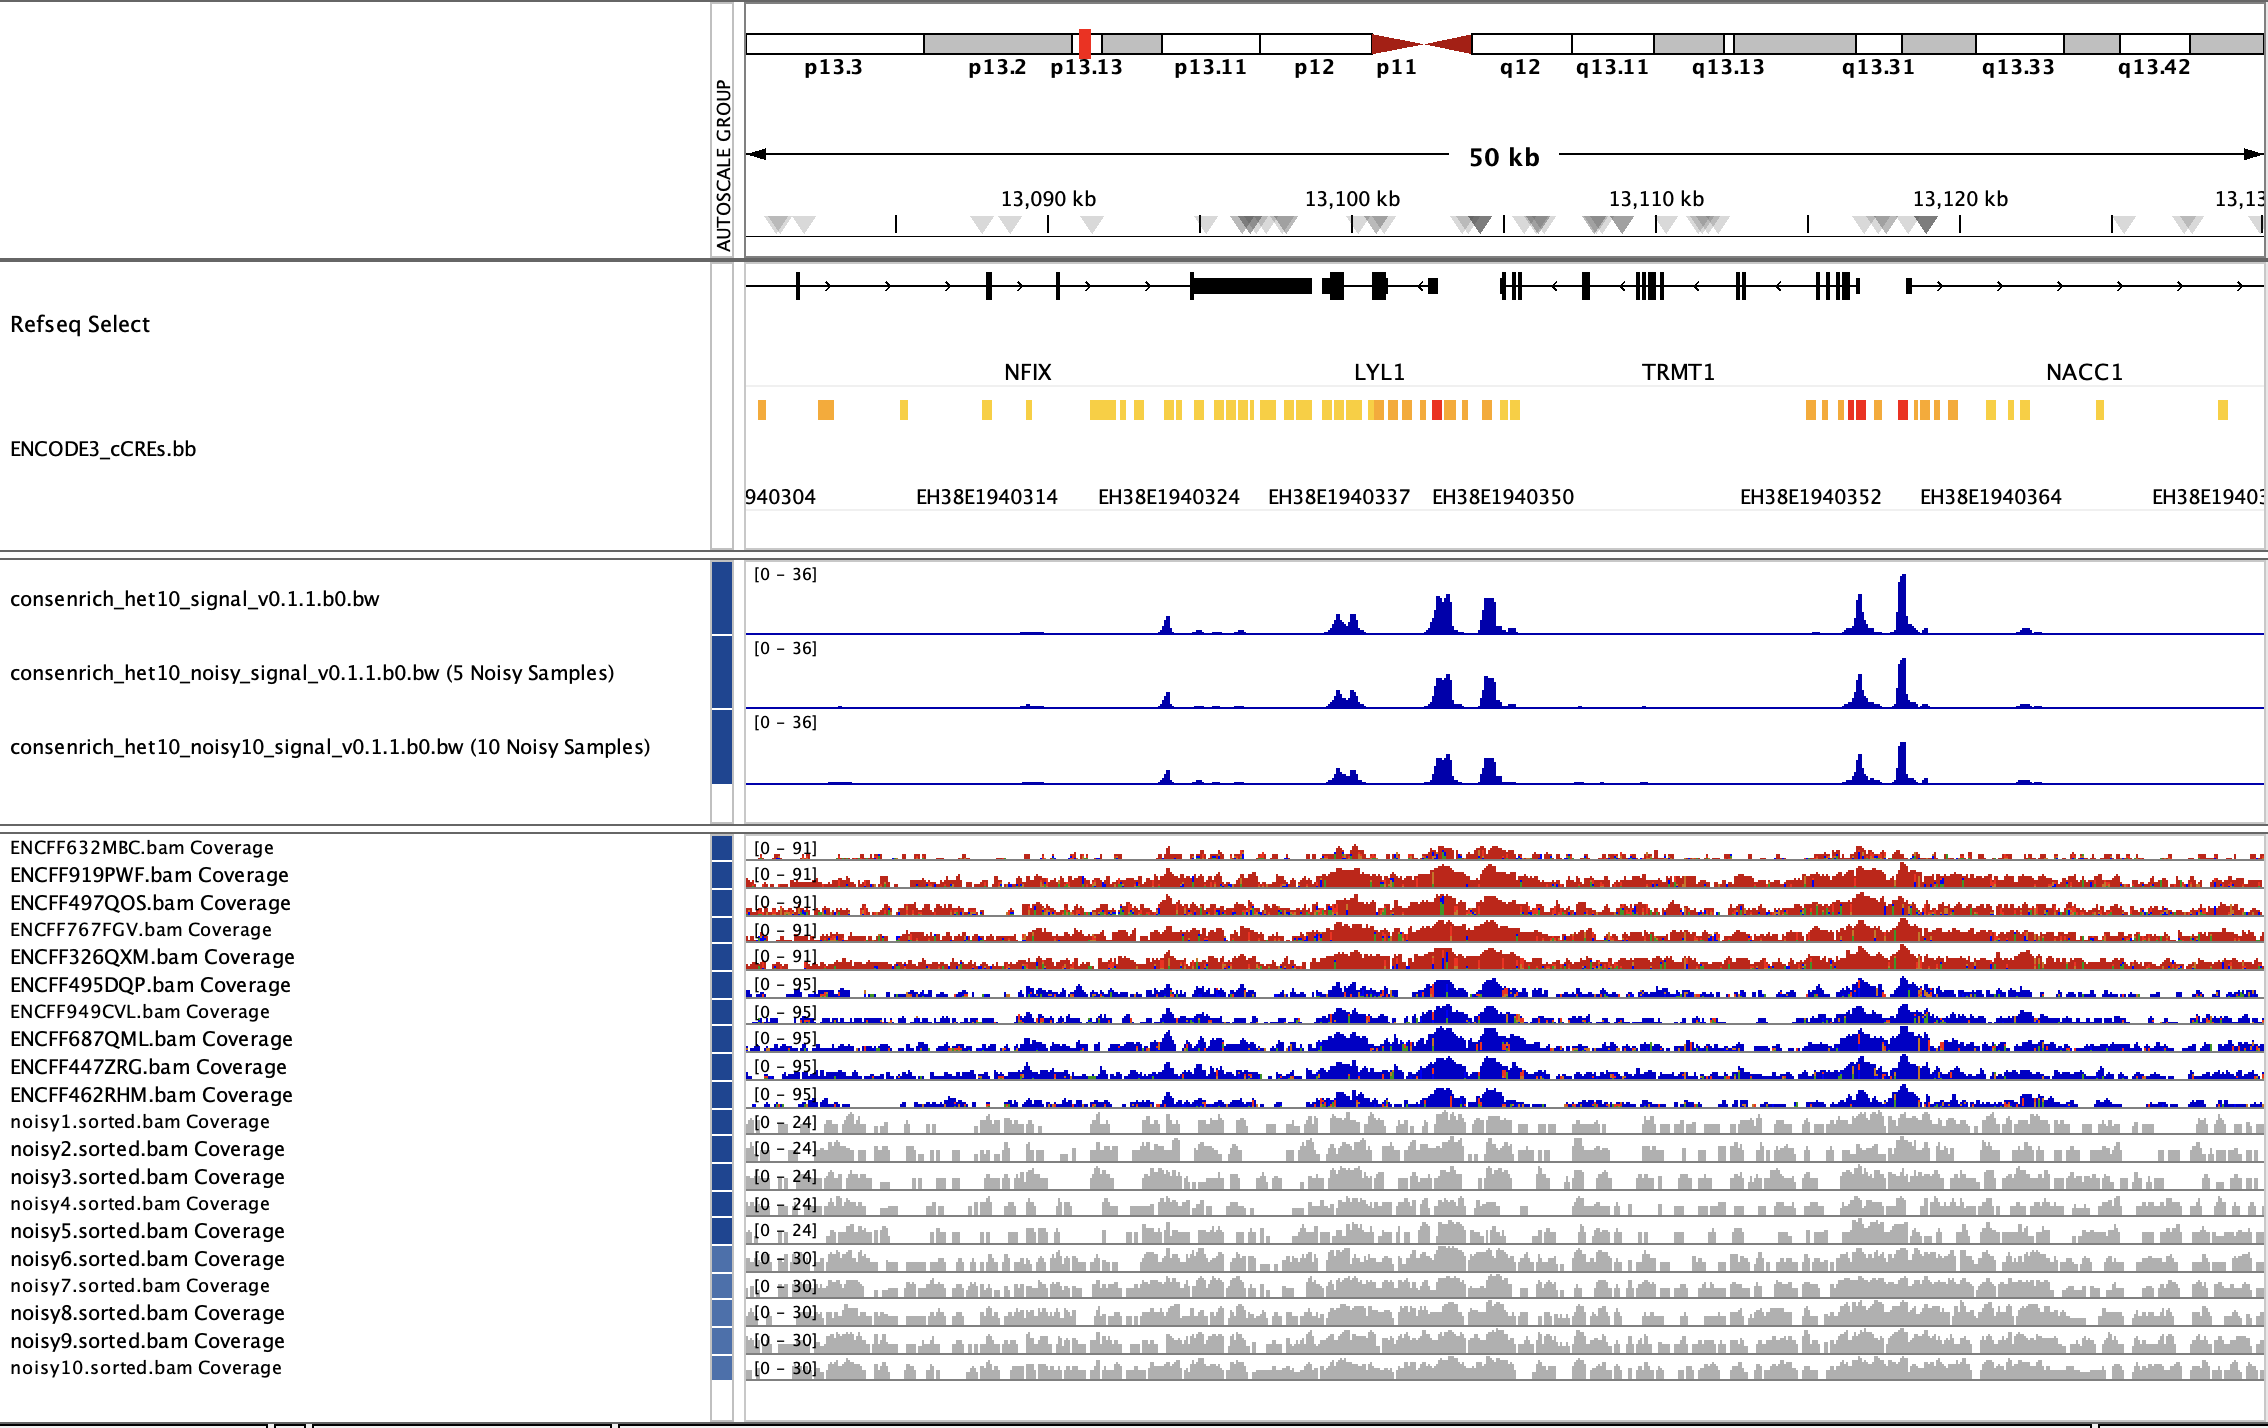 AUTOSCALE GROUP
p13.3 p13.2 p13.13 p13.11 p12 p11 q12 q13.11 q13.13 q13.31 q13.33 q13.42
50 kb
13,090 kb 13,100 kb 13,110 kb 13,120 kb 13,13
Refseq Select
NFIX LYL1 TRMT1 NACC1
ENCODE3_cCREs.bb
940304 EH38E1940314 EH38E1940324 EH38E1940337 EH38E1940350 EH38E1940352 EH38E1940364 EH38E1940
consenrich_het10_signal_v0.1.1.b0.bw [0 - 36]
consenrich_het10_noisy_signal_v0.1.1.b0.bw (5 Noisy Samples) [0 - 36]
consenrich_het10_noisy10_signal_v0.1.1.b0.bw (10 Noisy Samples) [0 - 36]
ENCFF632MBC.bam Coverage [0 - 91]
ENCFF919PWF.bam Coverage [0 - 91]
ENCFF497QOS.bam Coverage [0 - 91]
ENCFF767FGV.bam Coverage [0 - 91]
ENCFF326QXM.bam Coverage [0 - 91]
ENCFF495DQP.bam Coverage [0 - 95]
ENCFF949CVL.bam Coverage [0 - 95]
ENCFF687QML.bam Coverage [0 - 95]
ENCFF447ZRG.bam Coverage [0 - 95]
ENCFF462RHM.bam Coverage [0 - 95]
noisy1.sorted.bam Coverage [0 - 24]
noisy2.sorted.bam Coverage [0 - 24]
noisy3.sorted.bam Coverage [0 - 24]
noisy4.sorted.bam Coverage [0 - 24]
noisy5.sorted.bam Coverage [0 - 24]
noisy6.sorted.bam Coverage [0 - 30]
noisy7.sorted.bam Coverage [0 - 30]
noisy8.sorted.bam Coverage [0 - 30]
noisy9.sorted.bam Coverage [0 - 30]
noisy10.sorted.bam Coverage [0 - 30]